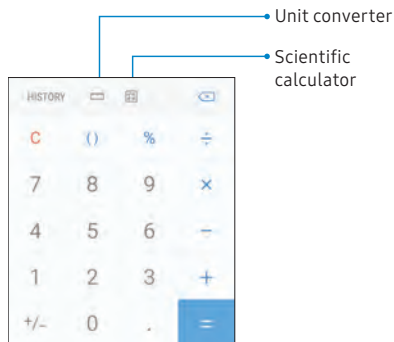 Unit converter
Scientific
calculator
HISTORY
C () % ÷
7 8 9 ×
4 5 6 −
1 2 3 +
+/− 0 . =